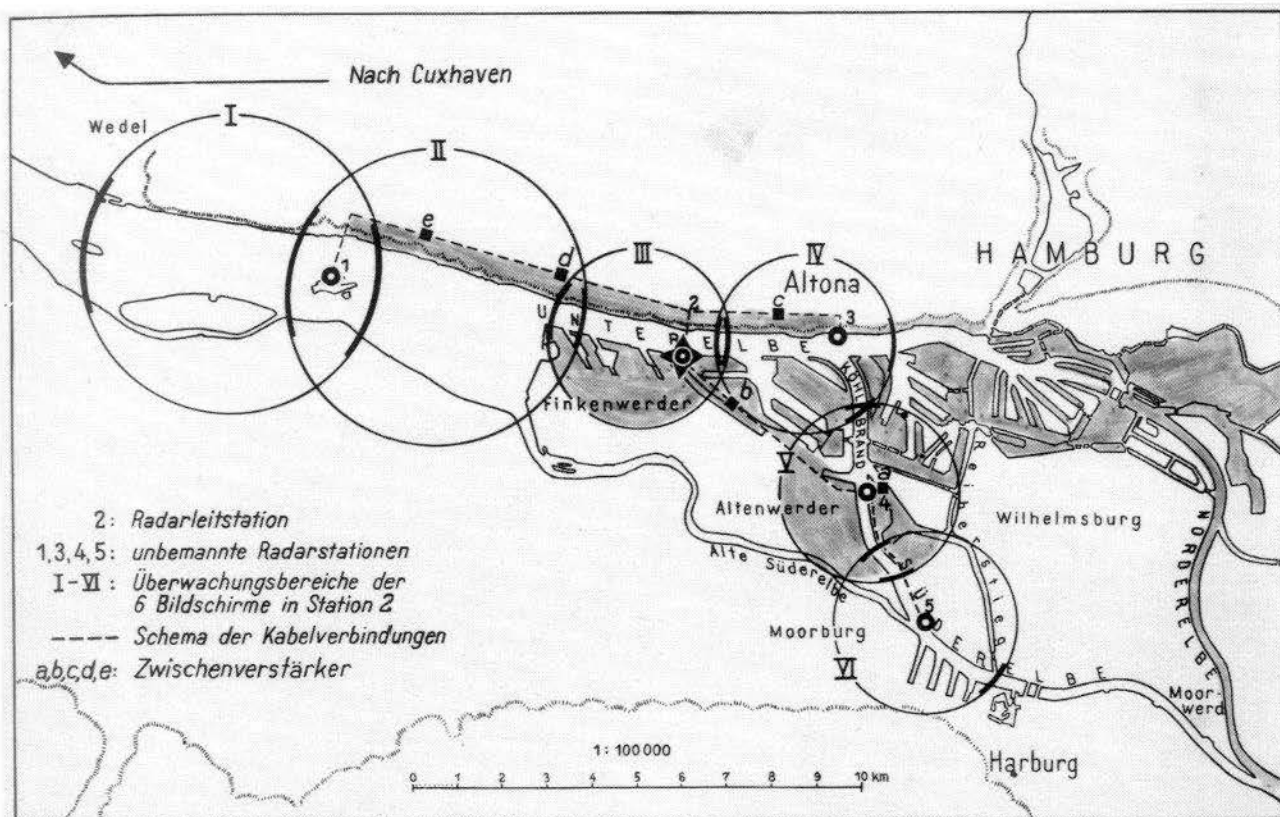 Nach Cuxhaven
Wedel
I
II
III
IV
Altona
HAMBURG
e
d
1
2
c
3
UNTERELBE
KÖHLBRAND
Finkenwerder
b
V
a
4
Altenwerder
Reiherstieg
Wilhelmsburg
NORDERELBE
Alte Süderelbe
SÜDERELBE
5
Moorburg
VI
Moor-
werd
Harburg
2: Radarleitstation
1,3,4,5: unbemannte Radarstationen
I-VI: Überwachungsbereiche der
6 Bildschirme in Station 2
---- Schema der Kabelverbindungen
a,b,c,d,e: Zwischenverstärker
1: 100 000
0 1 2 3 4 5 6 7 8 9 10 km